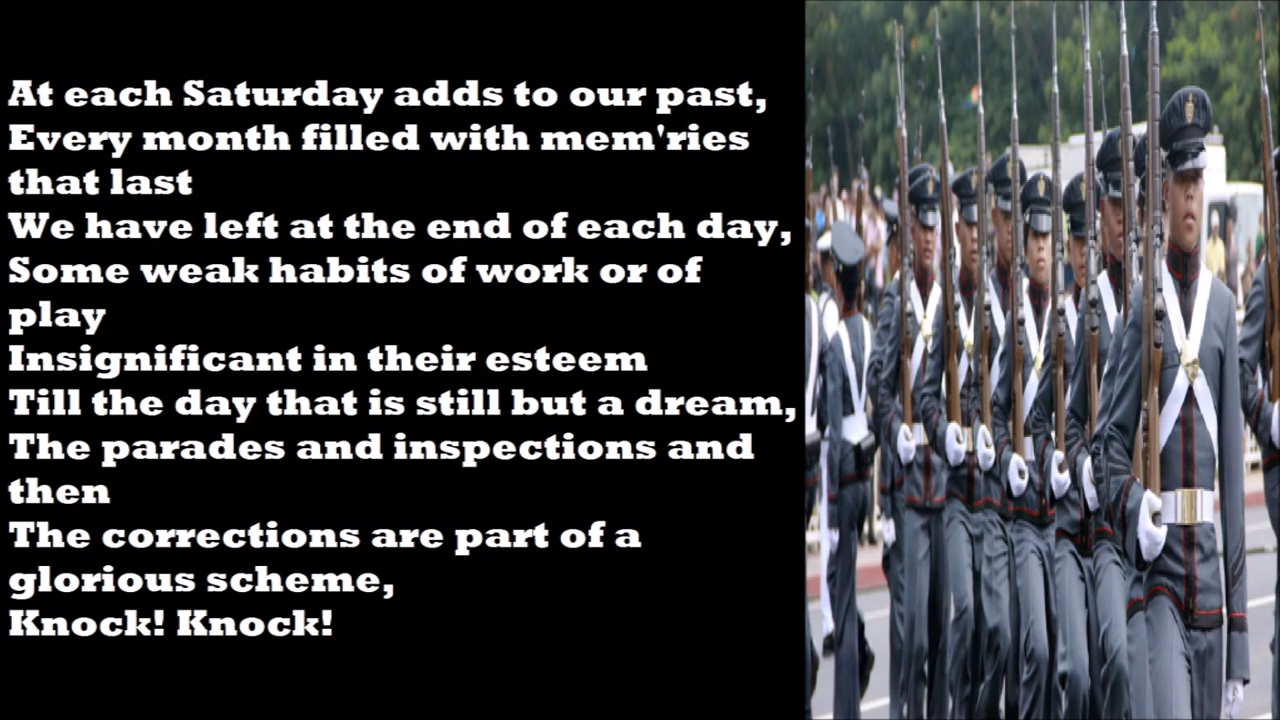 At each Saturday adds to our past,
Every month filled with mem'ries
that last
We have left at the end of each day,
Some weak habits of work or of
play
Insignificant in their esteem
Till the day that is still but a dream,
The parades and inspections and
then
The corrections are part of a
glorious scheme,
Knock! Knock!